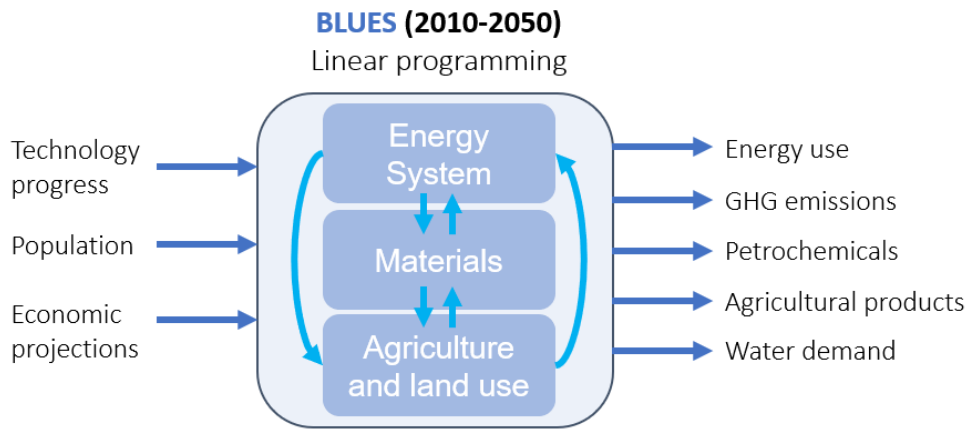 BLUES (2010-2050)
Linear programming
Technology
progress
Population
Economic
projections
Energy
System
Materials
Agriculture
and land use
Energy use
GHG emissions
Petrochemicals
Agricultural products
Water demand